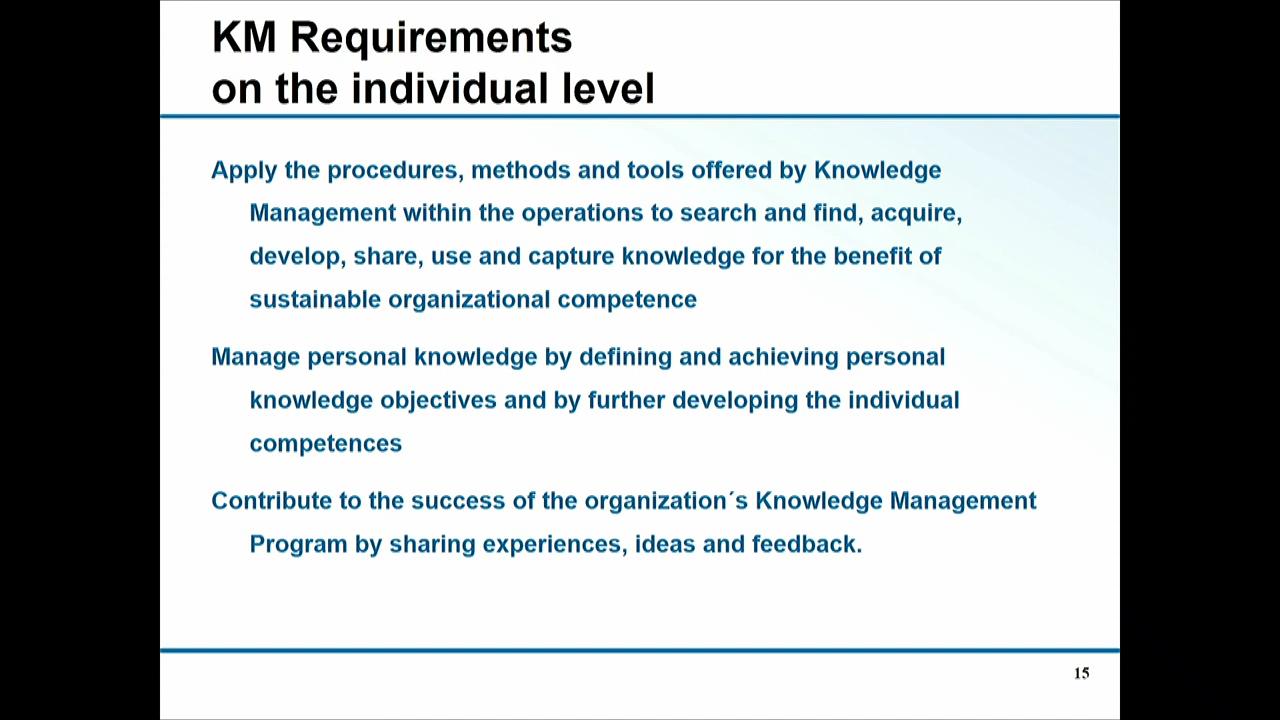 KM Requirements
on the individual level
Apply the procedures, methods and tools offered by Knowledge
Management within the operations to search and find, acquire,
develop, share, use and capture knowledge for the benefit of
sustainable organizational competence
Manage personal knowledge by defining and achieving personal
knowledge objectives and by further developing the individual
competences
Contribute to the success of the organization´s Knowledge Management
Program by sharing experiences, ideas and feedback.
15